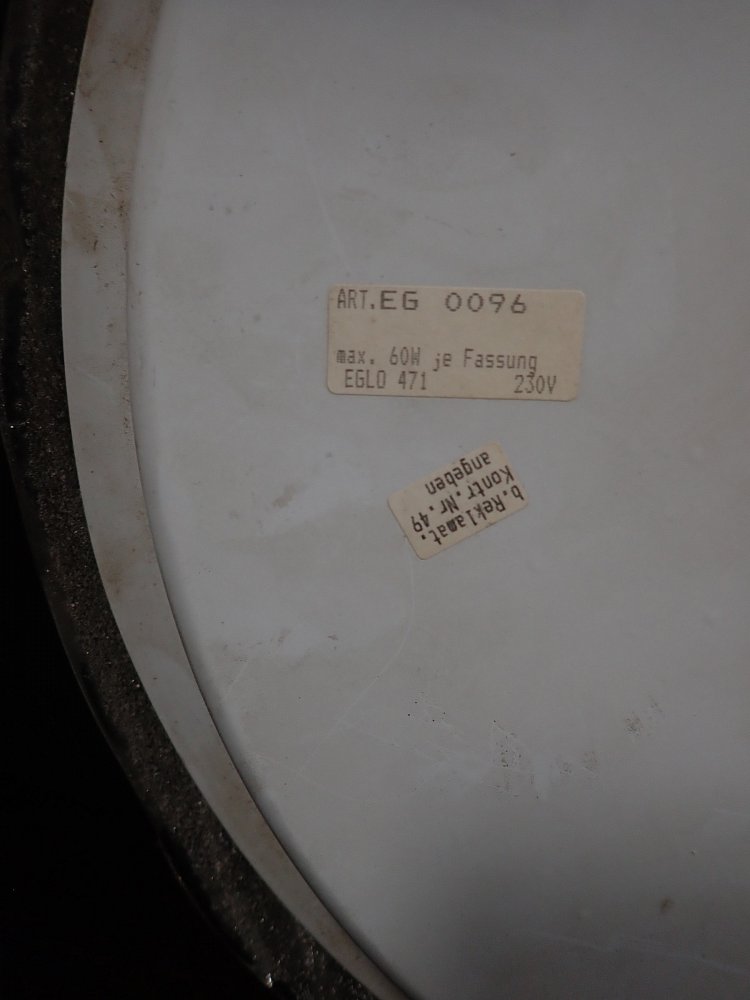 ART.EG 0096
max. 60W je Fassung
EGLO 471 230V
b.Reklamat.
Kontr.Nr.49
angeben